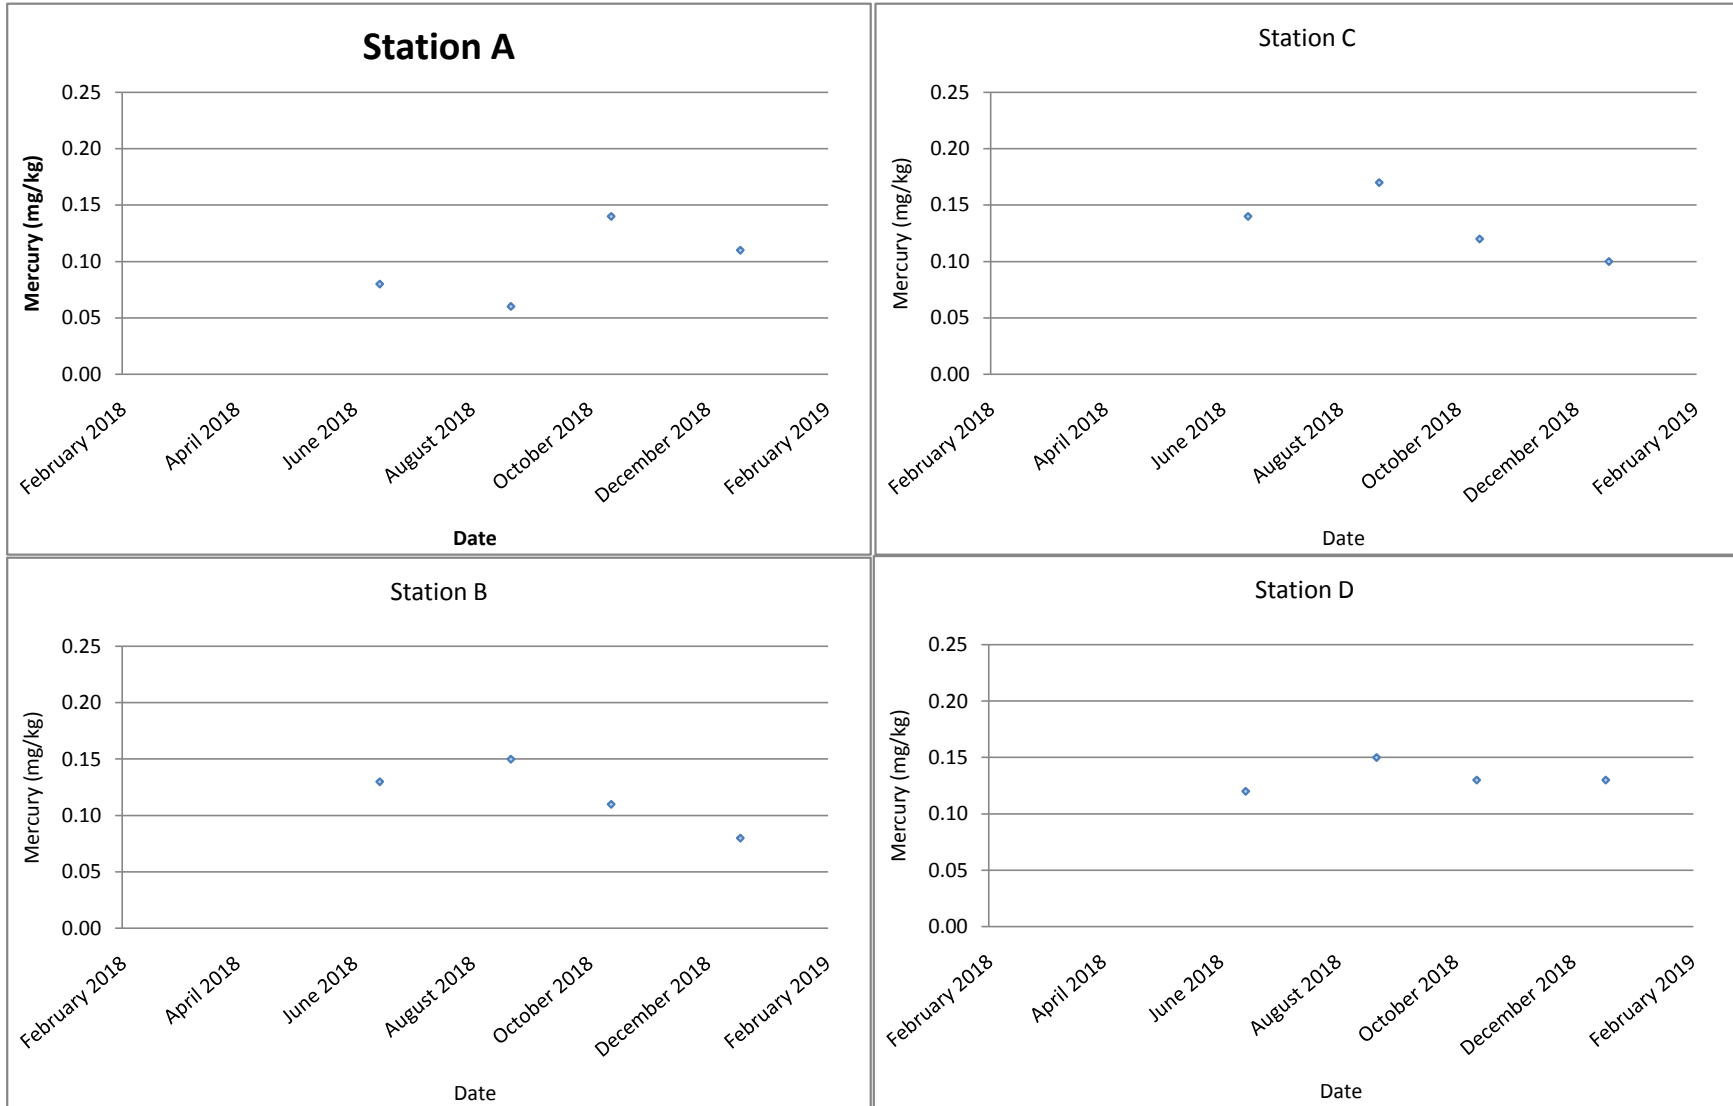 Station A
Mercury (mg/kg)
0.25
0.20
0.15
0.10
0.05
0.00
February 2018
April 2018
June 2018
August 2018
October 2018
December 2018
February 2019
Date
Station C
Mercury (mg/kg)
0.25
0.20
0.15
0.10
0.05
0.00
February 2018
April 2018
June 2018
August 2018
October 2018
December 2018
February 2019
Date
Station B
Mercury (mg/kg)
0.25
0.20
0.15
0.10
0.05
0.00
February 2018
April 2018
June 2018
August 2018
October 2018
December 2018
February 2019
Date
Station D
Mercury (mg/kg)
0.25
0.20
0.15
0.10
0.05
0.00
February 2018
April 2018
June 2018
August 2018
October 2018
December 2018
February 2019
Date